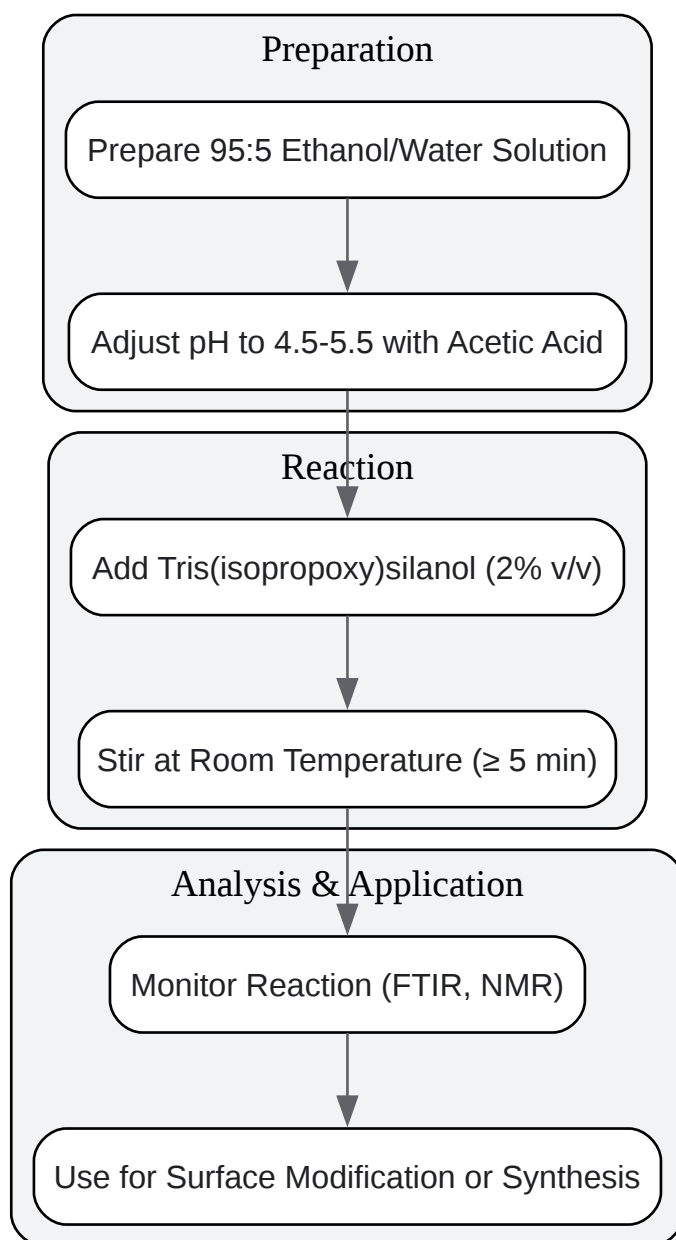 Preparation
Prepare 95:5 Ethanol/Water Solution
Adjust pH to 4.5-5.5 with Acetic Acid
Reaction
Add Tris(isopropoxy)silanol (2% v/v)
Stir at Room Temperature (≥ 5 min)
Analysis & Application
Monitor Reaction (FTIR, NMR)
Use for Surface Modification or Synthesis